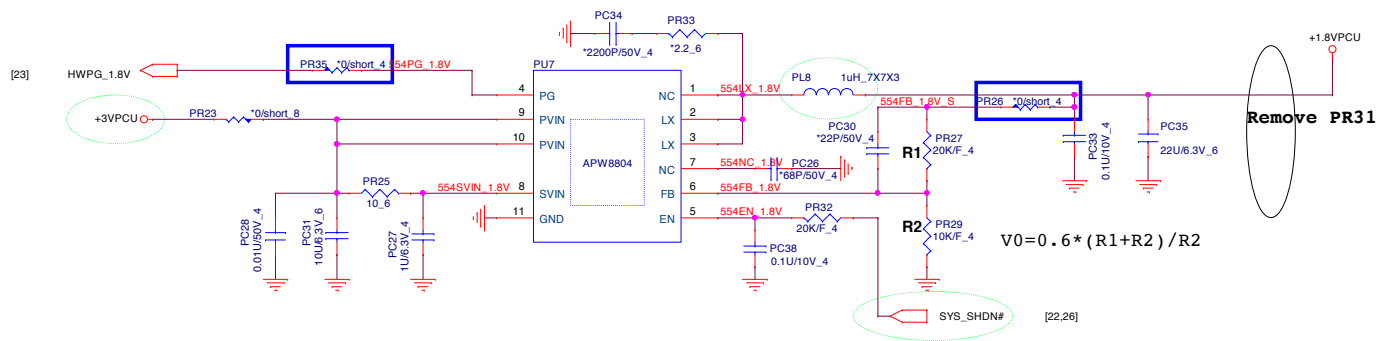 PC34
PR33
*2200P/50V_4
*2.2_6
+1.8VPCU
[23]
HWPG_1.8V
PR35
*0/short_4
554PG_1.8V
PU7
4
PG
NC
1
554LX_1.8V
PL8
1uH_7X7X3
554FB_1.8V_S
PR26
*0/short_4
Remove PR31
+3VPCU
PR23
*0/short_8
9
PVIN
LX
2
10
PVIN
LX
3
APW8804
PC30
*22P/50V_4
R1
PR27
20K/F_4
PC33
0.1U/10V_4
PC35
22U/6.3V_6
NC
7
554NC_1.8V
PC26
*68P/50V_4
PR25
10_6
554SVIN_1.8V
8
SVIN
FB
6
554FB_1.8V
11
GND
EN
5
554EN_1.8V
PR32
20K/F_4
R2
PR29
10K/F_4
V0=0.6*(R1+R2)/R2
PC28
0.01U/50V_4
PC31
10U/6.3V_6
PC27
1U/6.3V_4
PC38
0.1U/10V_4
SYS_SHDN#
[22,26]